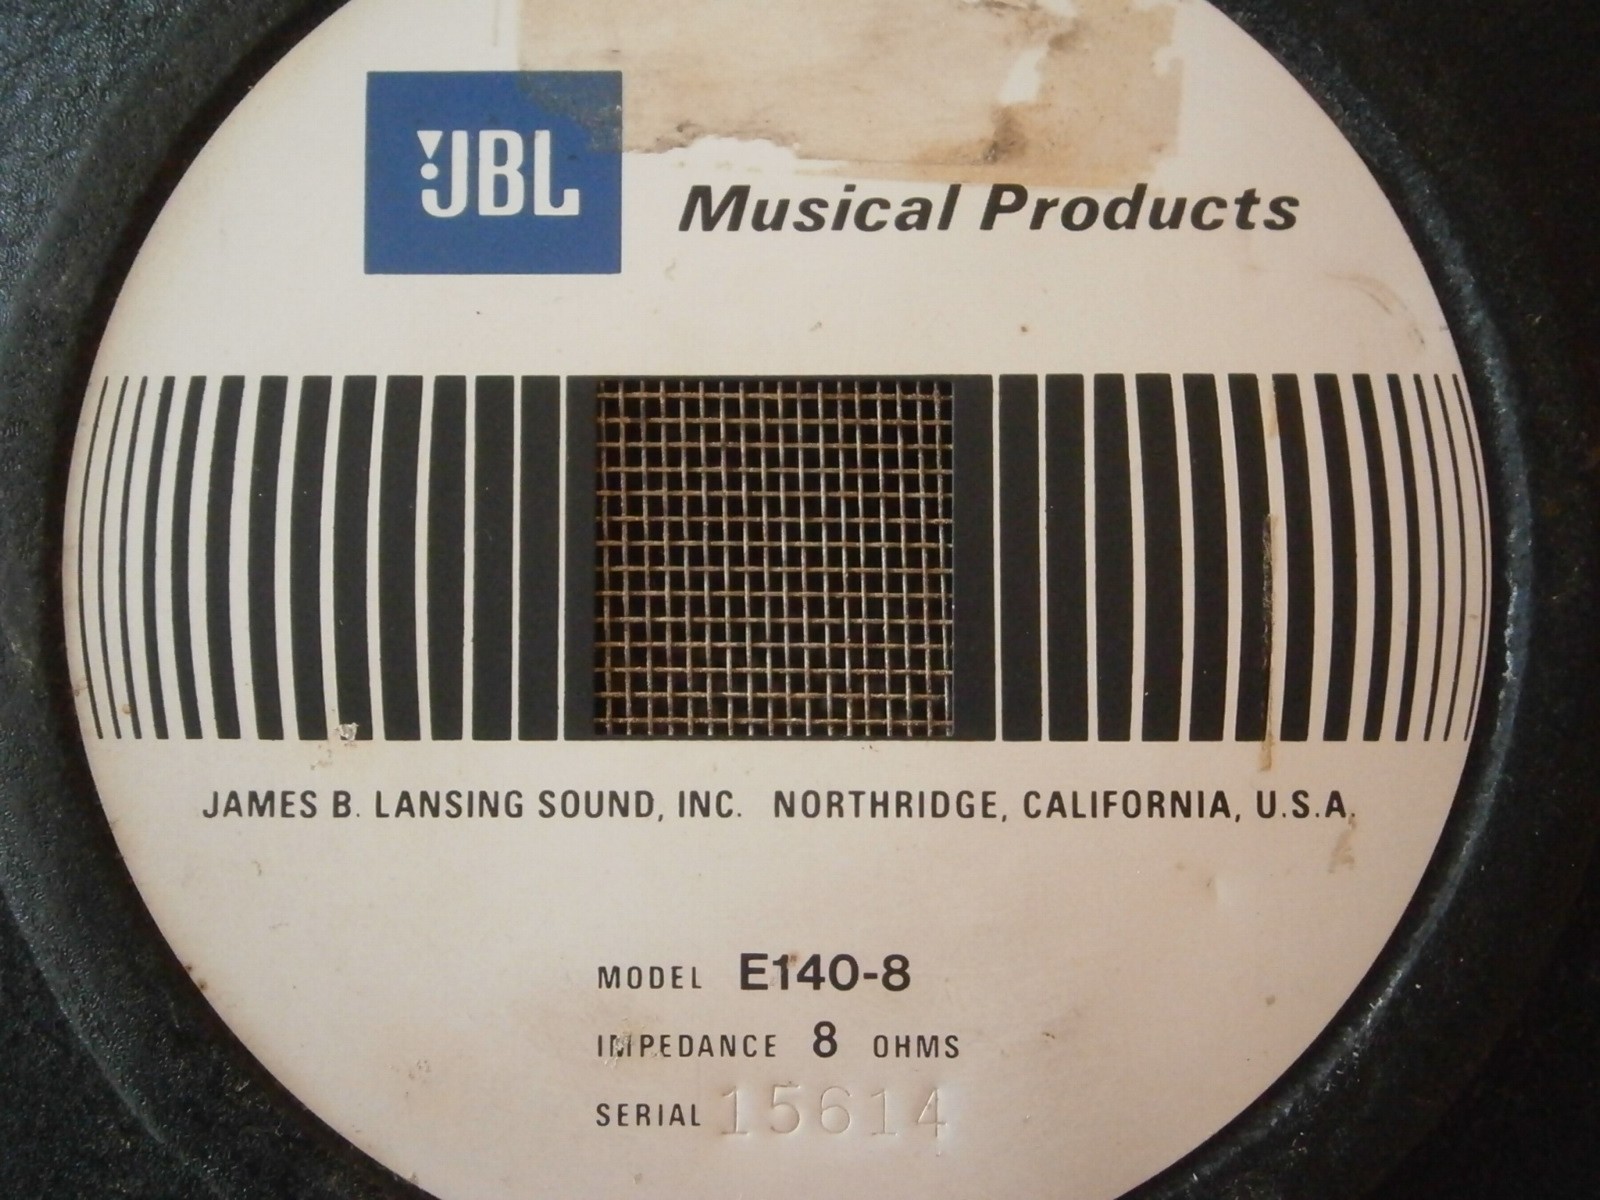 JBL
Musical Products
JAMES B. LANSING SOUND, INC. NORTHRIDGE, CALIFORNIA, U.S.A.
MODEL E140-8
IMPEDANCE 8 OHMS
SERIAL 15614